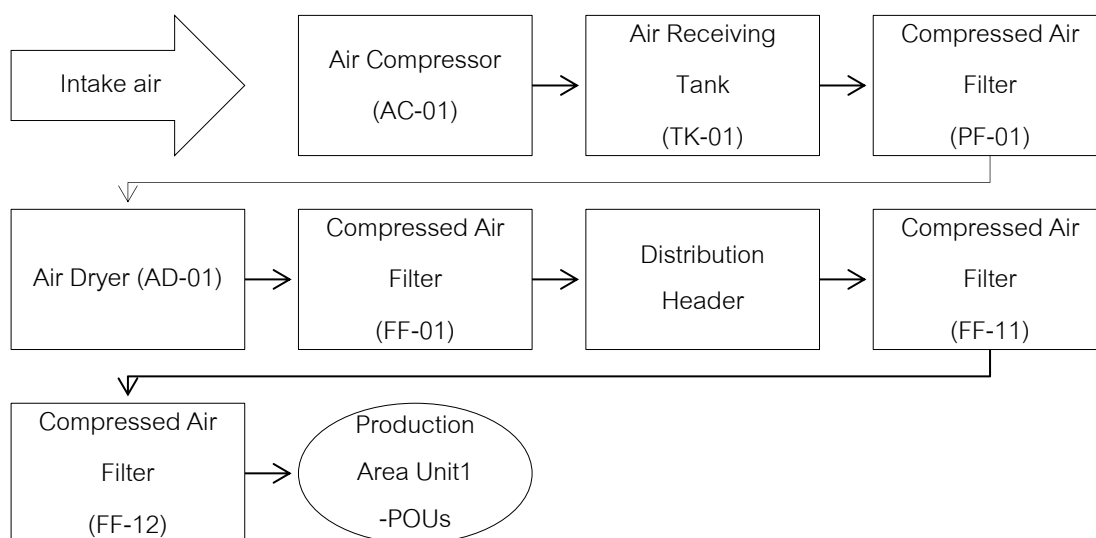 Intake air
Air Compressor
(AC-01)
Air Receiving
Tank
(TK-01)
Compressed Air
Filter
(PF-01)
Air Dryer (AD-01)
Compressed Air
Filter
(FF-01)
Distribution
Header
Compressed Air
Filter
(FF-11)
Compressed Air
Filter
(FF-12)
Production
Area Unit1
-POUs